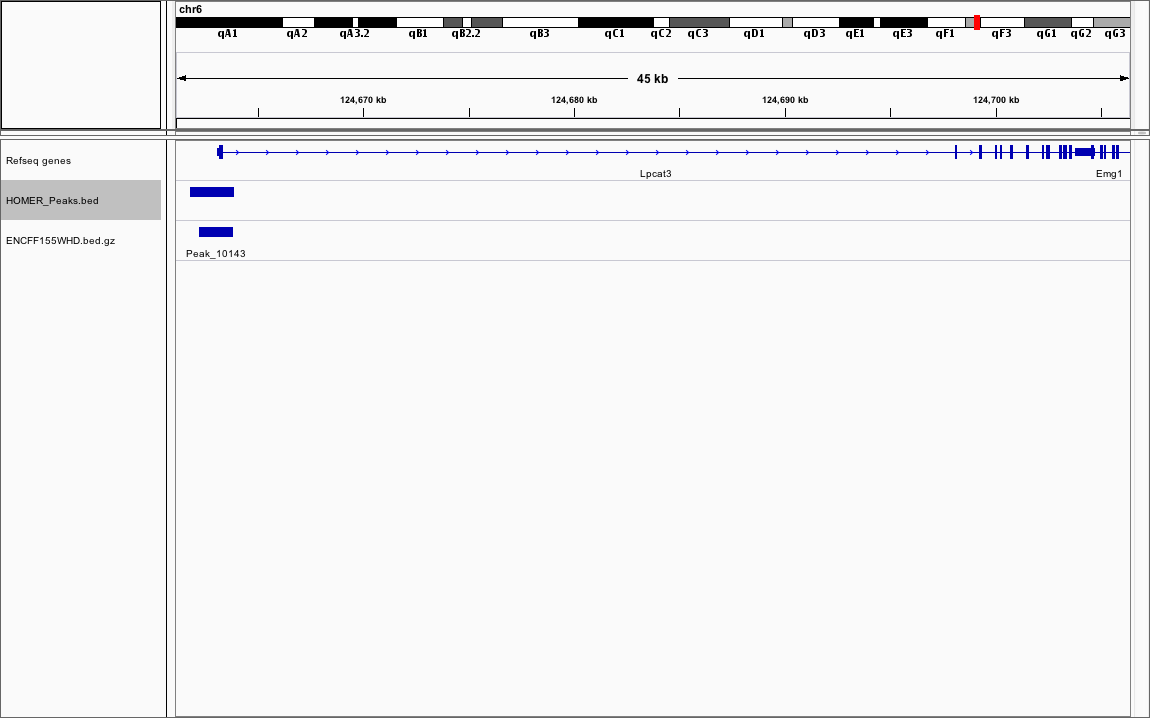 chr6
qA1 qA2 qA3.2 qB1 qB2.2 qB3 qC1 qC2 qC3 qD1 qD3 qE1 qE3 qF1 qF3 qG1 qG2 qG3
45 kb
124,670 kb 124,680 kb 124,690 kb 124,700 kb
Refseq genes
Lpcat3 Emg1
HOMER_Peaks.bed
ENCFF155WHD.bed.gz
Peak_10143